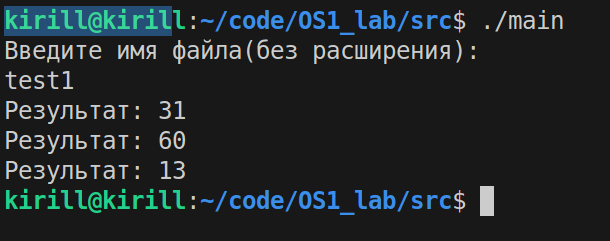 kirill@kirill:~/code/OS1_lab/src$ ./main
Введите имя файла(без расширения):
test1
Результат: 31
Результат: 60
Результат: 13
kirill@kirill:~/code/OS1_lab/src$